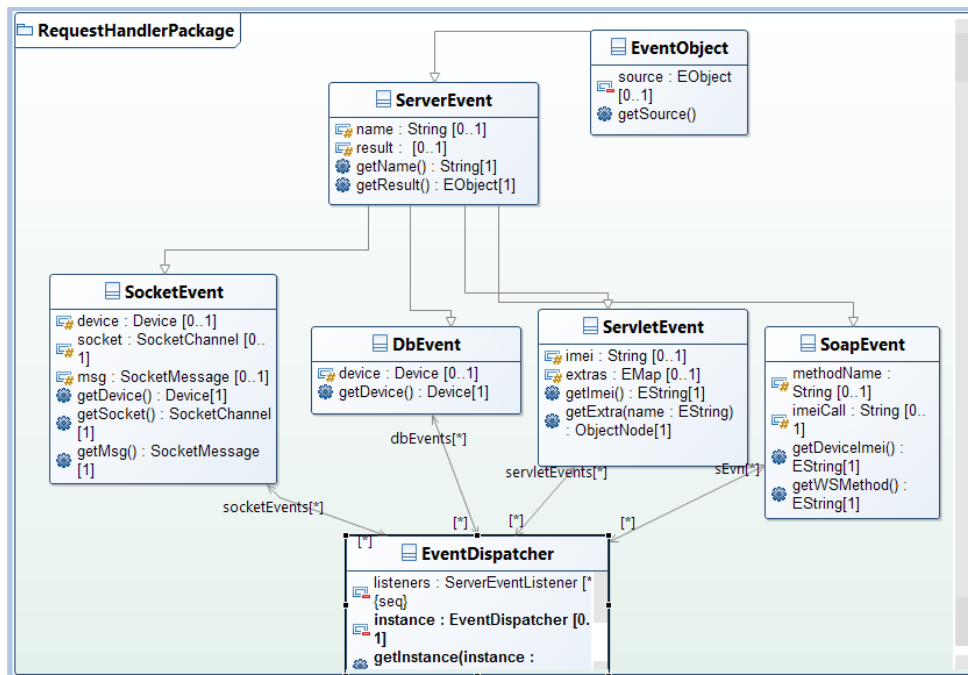 RequestHandlerPackage
EventObject
source : EObject
[0..1]
getSource()
ServerEvent
name : String [0..1]
result :  [0..1]
getName() : String[1]
getResult() : EObject[1]
SocketEvent
device : Device [0..1]
socket : SocketChannel [0..
1]
msg : SocketMessage [0..1]
getDevice() : Device[1]
getSocket() : SocketChannel
[1]
getMsg() : SocketMessage
[1]
DbEvent
device : Device [0..1]
getDevice() : Device[1]
ServletEvent
imei : String [0..1]
extras : EMap [0..1]
getImei() : EString[1]
getExtra(name : EString)
: ObjectNode[1]
SoapEvent
methodName :
String [0..1]
imeiCall : String [0..
1]
getDeviceImei() :
EString[1]
getWSMethod() :
EString[1]
dbEvents[*]
servletEvents[*]
sEvn[*]
socketEvents[*]
[*]
[*]
[*]
[*]
EventDispatcher
listeners : ServerEventListener [*
{seq}
instance : EventDispatcher [0.
1]
getInstance(instance :